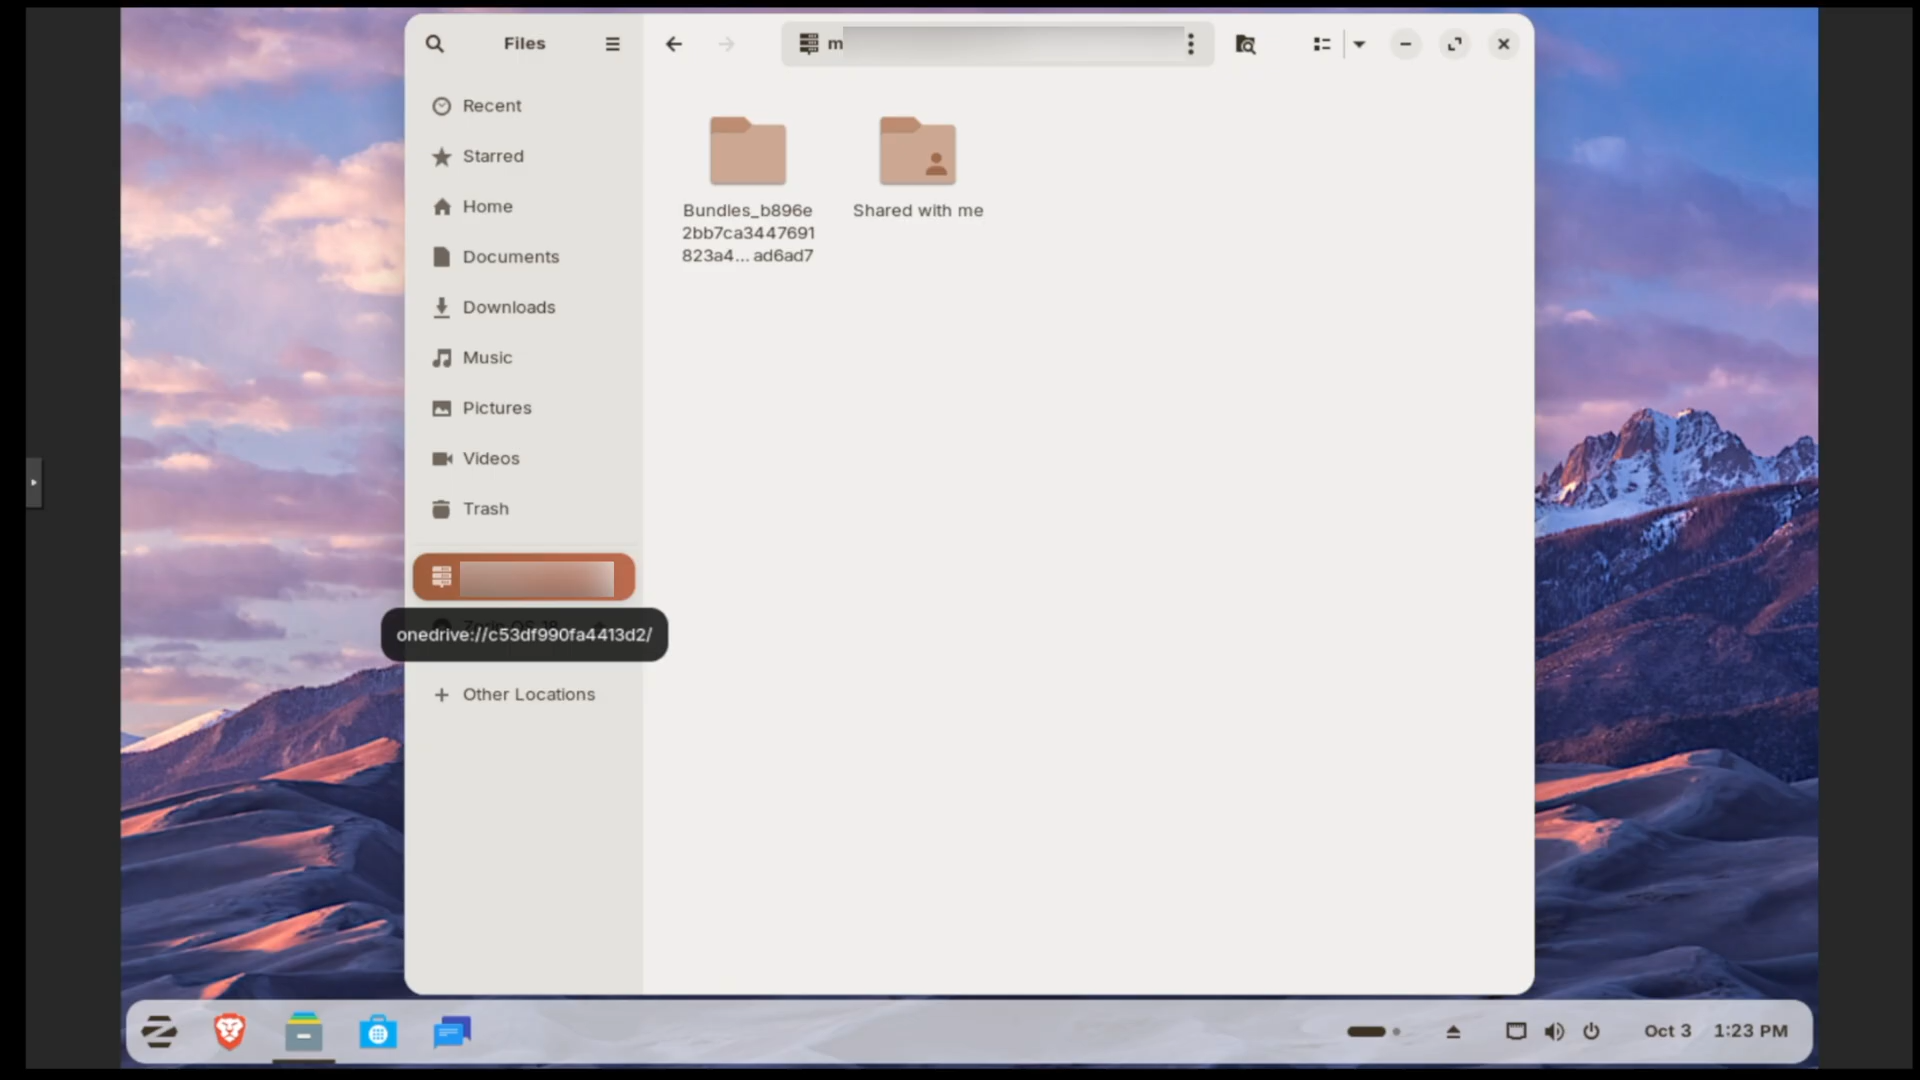 Files
m
Recent
Starred
Home
Documents
Downloads
Music
Pictures
Videos
Trash
onedrive://c53df990fa4413d2/
Other Locations
Bundles_b896e
2bb7ca3447691
823a4... ad6ad7
Shared with me
Oct 3 1:23 PM